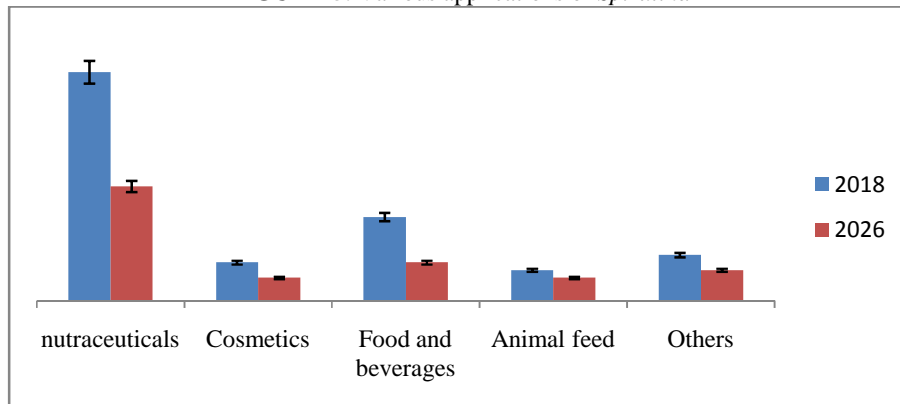 2018
2026
nutraceuticals
Cosmetics
Food and
beverages
Animal feed
Others